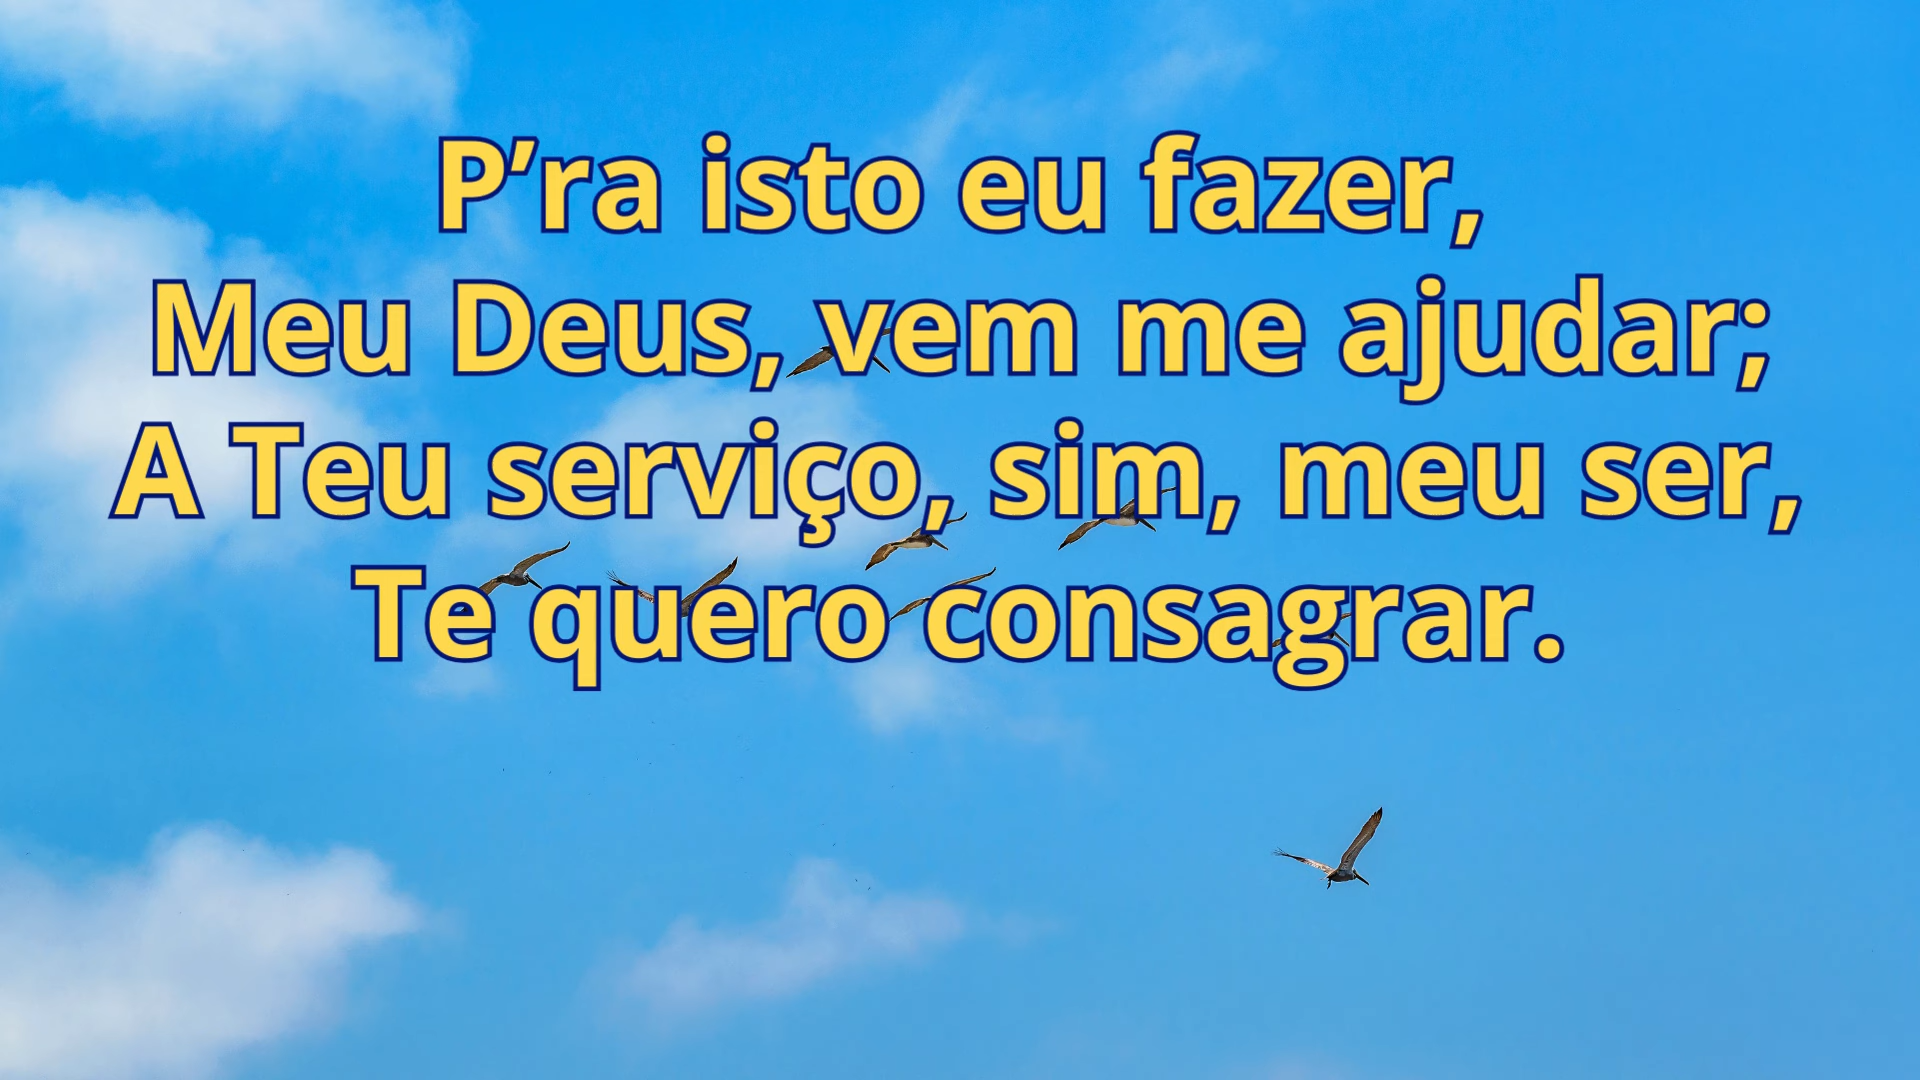 P’ra isto eu fazer,
Meu Deus, vem me ajudar;
A Teu serviço, sim, meu ser,
Te quero consagrar.